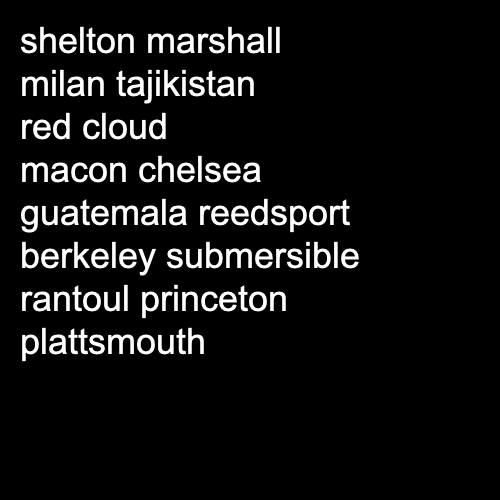 shelton marshall
milan tajikistan
red cloud
macon chelsea
guatemala reedsport
berkeley submersible
rantoul princeton
plattsmouth